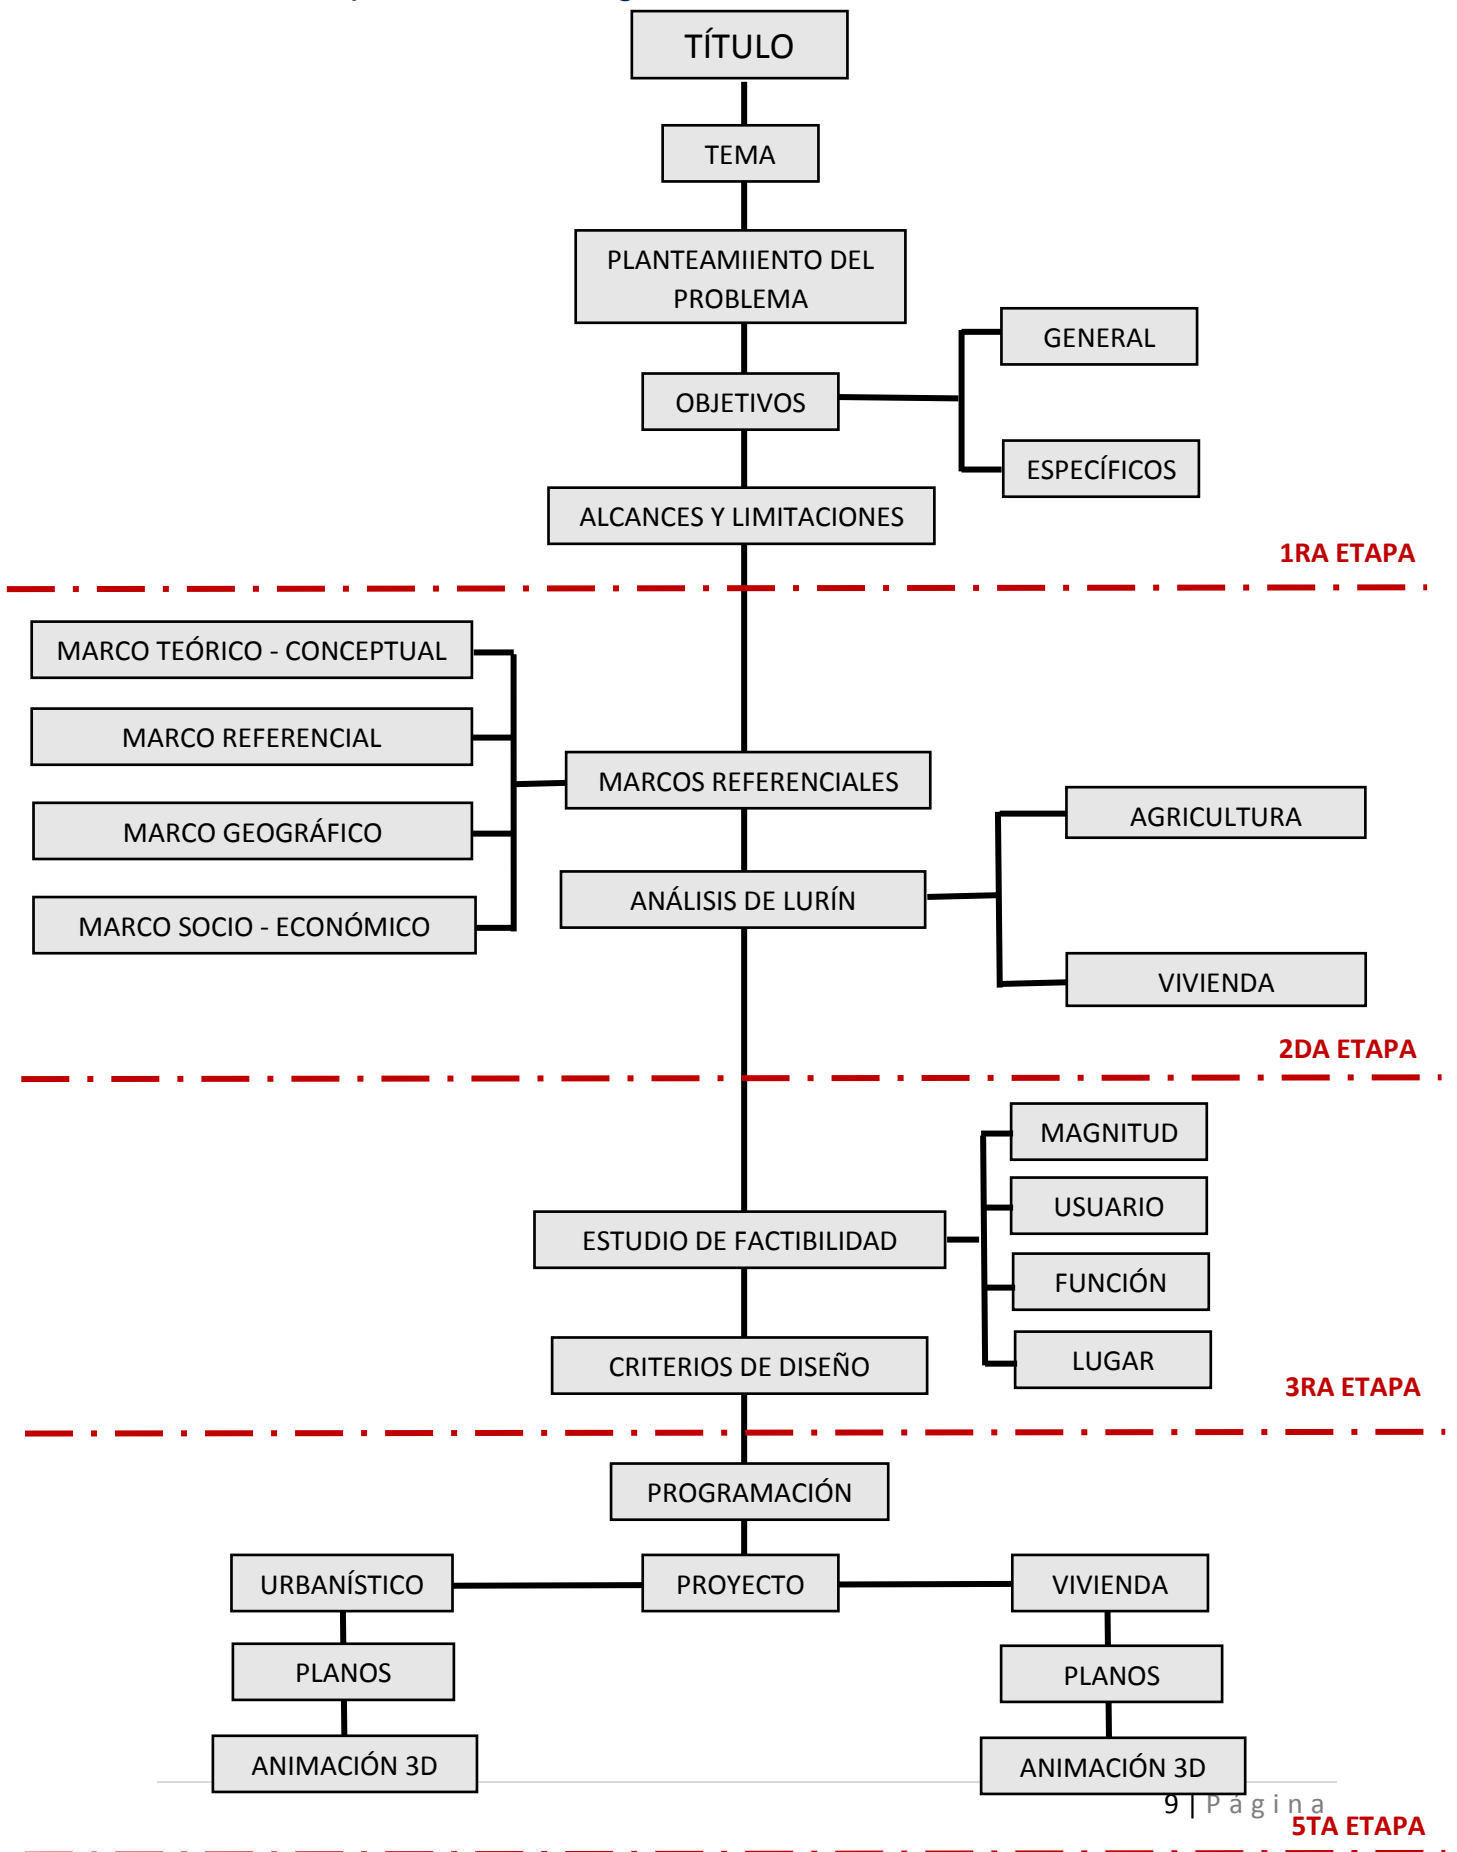 TÍTULO
TEMA
PLANTEAMIIENTO DEL
PROBLEMA
GENERAL
OBJETIVOS
ESPECÍFICOS
ALCANCES Y LIMITACIONES
1RA ETAPA
MARCO TEÓRICO - CONCEPTUAL
MARCO REFERENCIAL
MARCOS REFERENCIALES
MARCO GEOGRÁFICO
AGRICULTURA
ANÁLISIS DE LURÍN
MARCO SOCIO - ECONÓMICO
VIVIENDA
2DA ETAPA
MAGNITUD
USUARIO
ESTUDIO DE FACTIBILIDAD
FUNCIÓN
CRITERIOS DE DISEÑO
LUGAR
3RA ETAPA
PROGRAMACIÓN
URBANÍSTICO
PROYECTO
VIVIENDA
PLANOS
PLANOS
ANIMACIÓN 3D
ANIMACIÓN 3D
9 | Página
5TA ETAPA